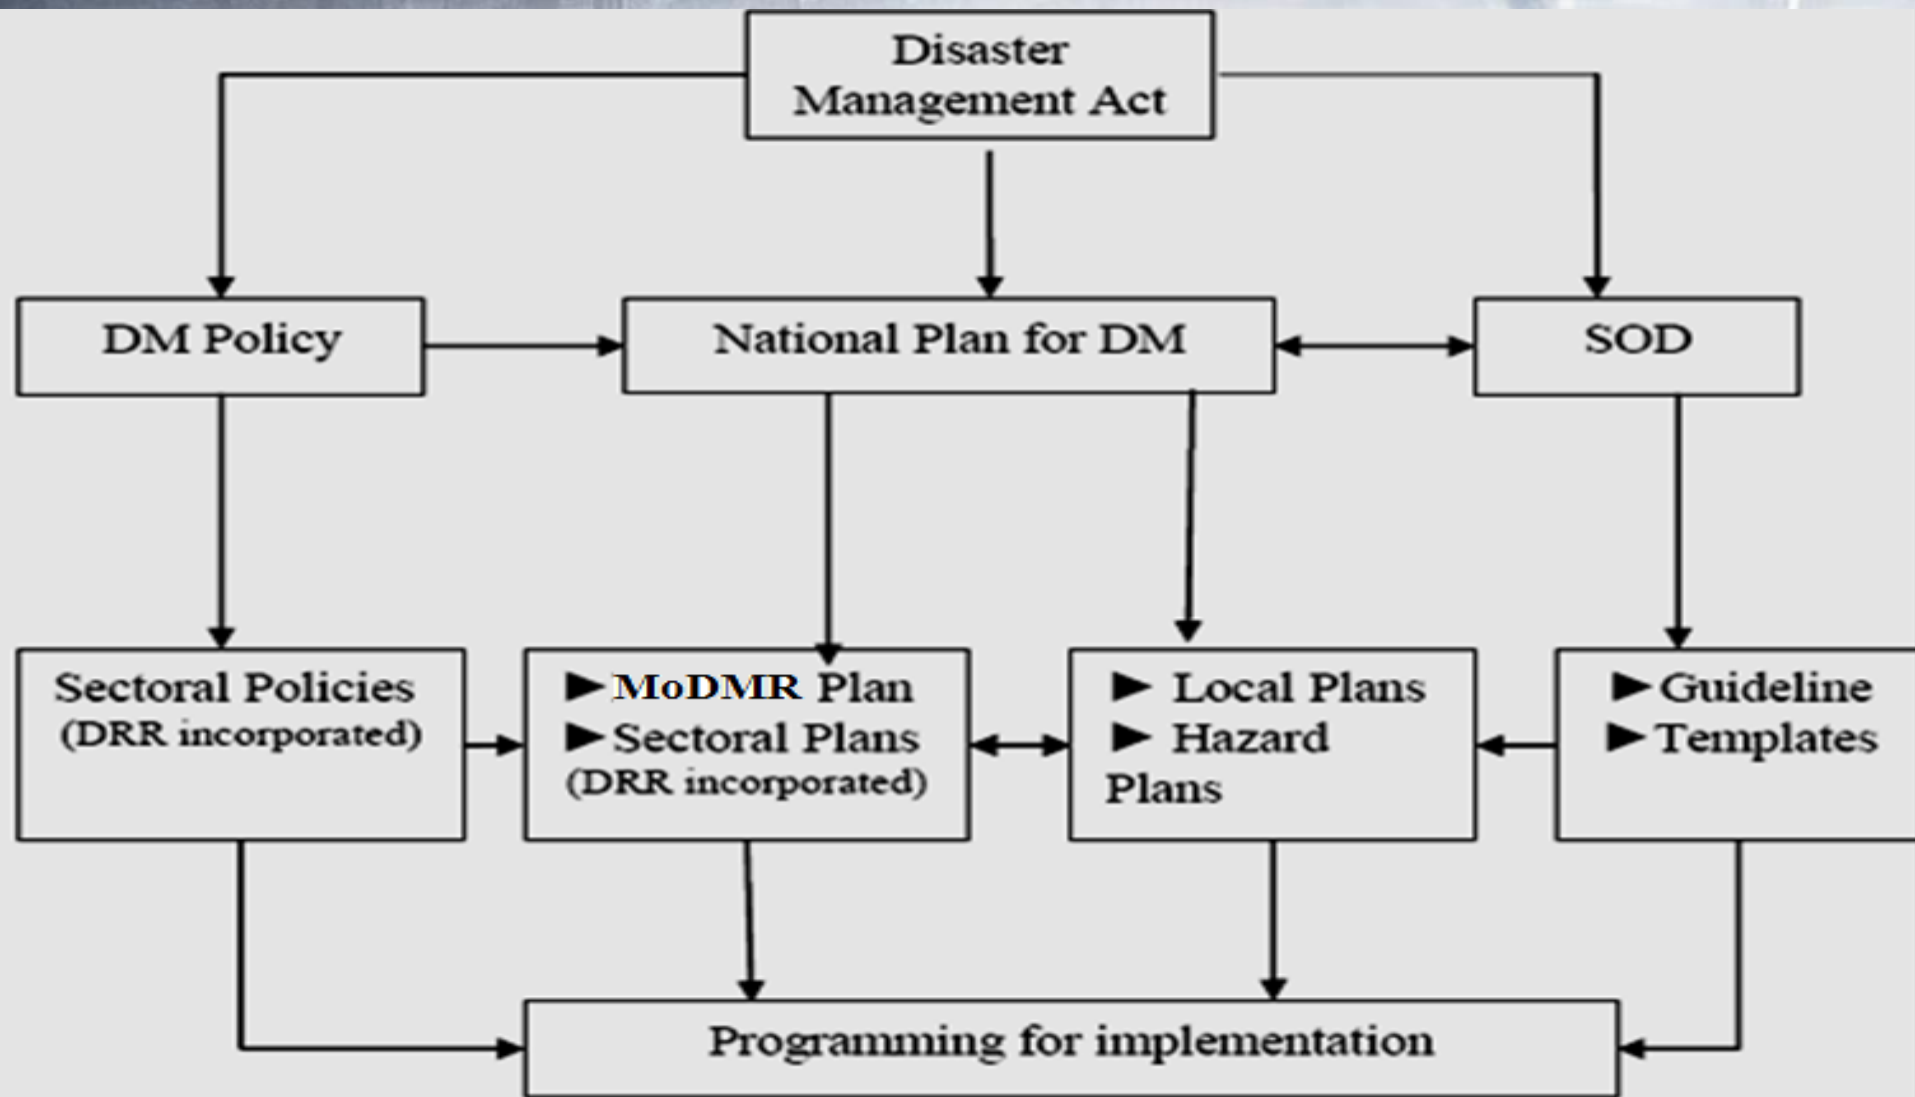 Disaster
Management Act
DM Policy
National Plan for DM
SOD
Sectoral Policies
(DRR incorporated)
►MoDMR Plan
►Sectoral Plans
(DRR incorporated)
► Local Plans
► Hazard
Plans
►Guideline
►Templates
Programming for implementation